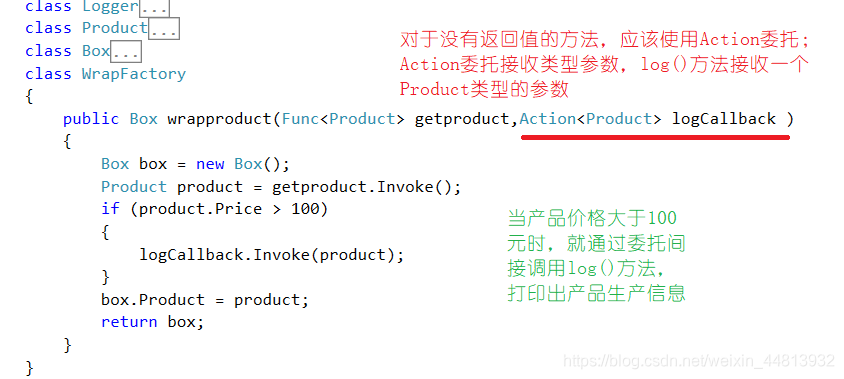 class Logger...
class Product...
class Box...
class WrapFactory
{
public Box wrapproduct(Func<Product> getproduct,Action<Product> logCallback )
{
Box box = new Box();
Product product = getproduct.Invoke();
if (product.Price > 100)
{
logCallback.Invoke(product);
}
box.Product = product;
return box;
}
}
对于没有返回值的方法，应该使用Action委托；
Action委托接收类型参数，log()方法接收一个
Product类型的参数
当产品价格大于100
元时，就通过委托间
接调用log()方法，
打印出产品生产信息
https://blog.csdn.net/weixin_44813932